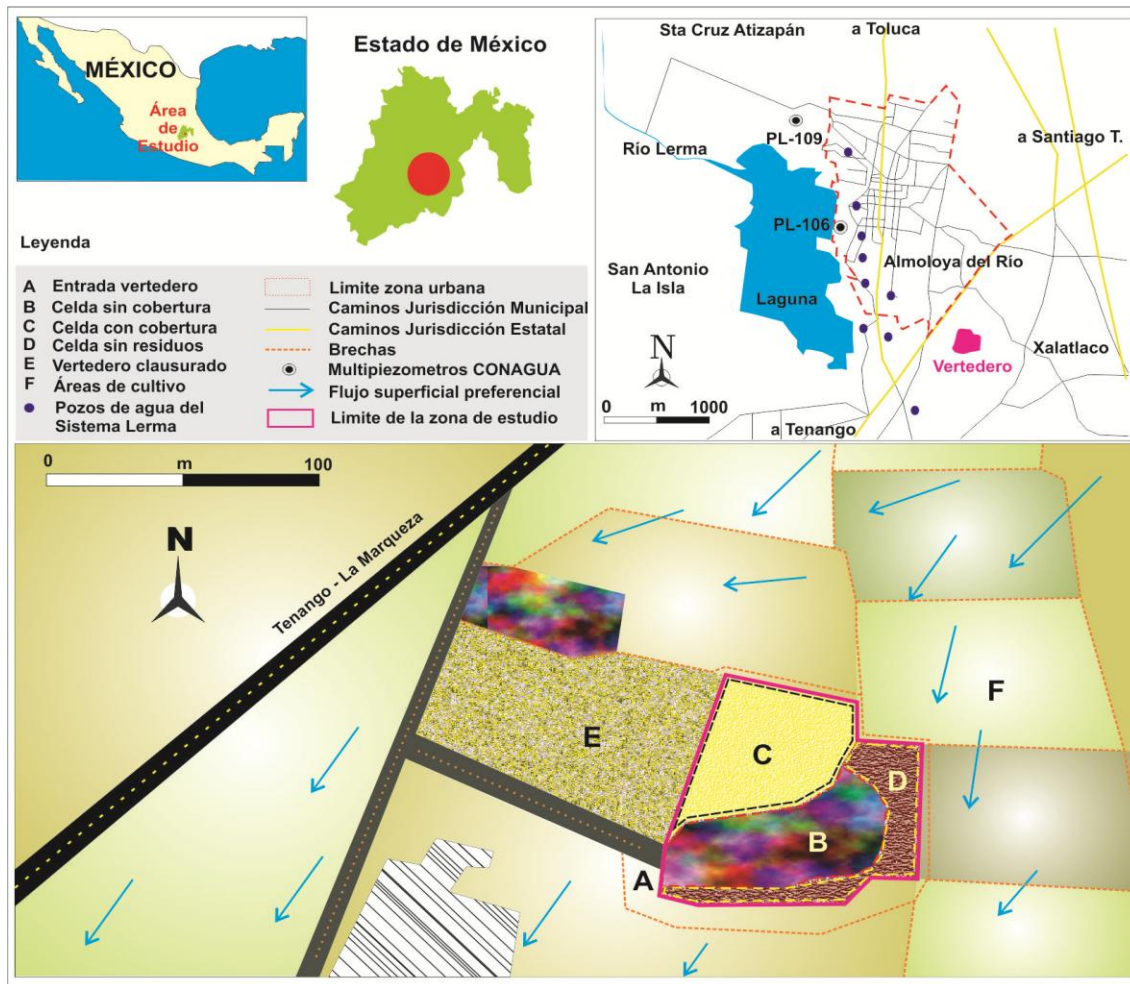 MÉXICO
Área
de
Estudio
Estado de México
Sta Cruz Atizapán
a Toluca
PL-109
a Santiago T.
Río Lerma
PL-106
San Antonio
La Isla
Almoloya del Río
Laguna
N
Vertedero
Xalatlaco
0 m 1000
a Tenango
Leyenda
A Entrada vertedero
B Celda sin cobertura
C Celda con cobertura
D Celda sin residuos
E Vertedero clausurado
F Áreas de cultivo
Pozos de agua del
Sistema Lerma
Limite zona urbana
Caminos Jurisdicción Municipal
Caminos Jurisdicción Estatal
Brechas
Multipiezometros CONAGUA
Flujo superficial preferencial
Limite de la zona de estudio
0 m 100
N
Tenango - La Marqueza
E
C
D
B
A
F